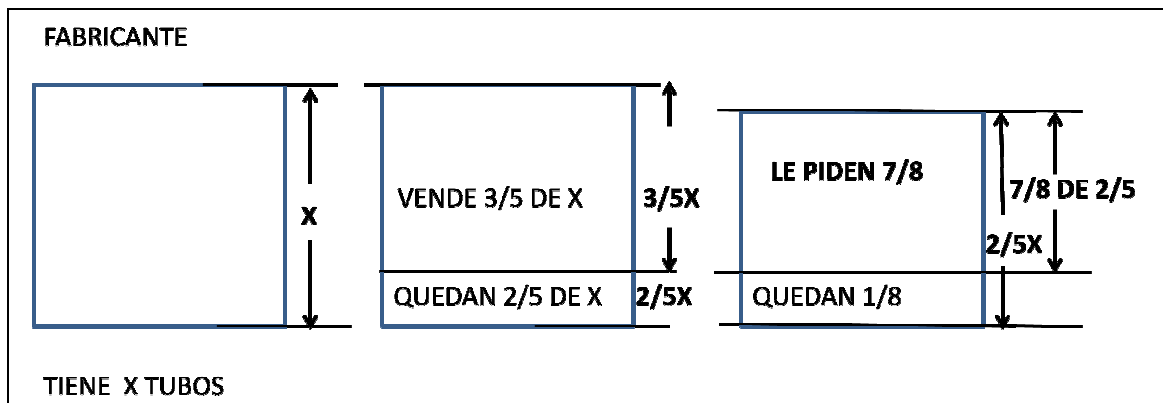 FABRICANTE
X
VENDE 3/5 DE X
3/5X
QUEDAN 2/5 DE X
2/5X
LE PIDEN 7/8
7/8 DE 2/5
2/5X
QUEDAN 1/8
TIENE X TUBOS